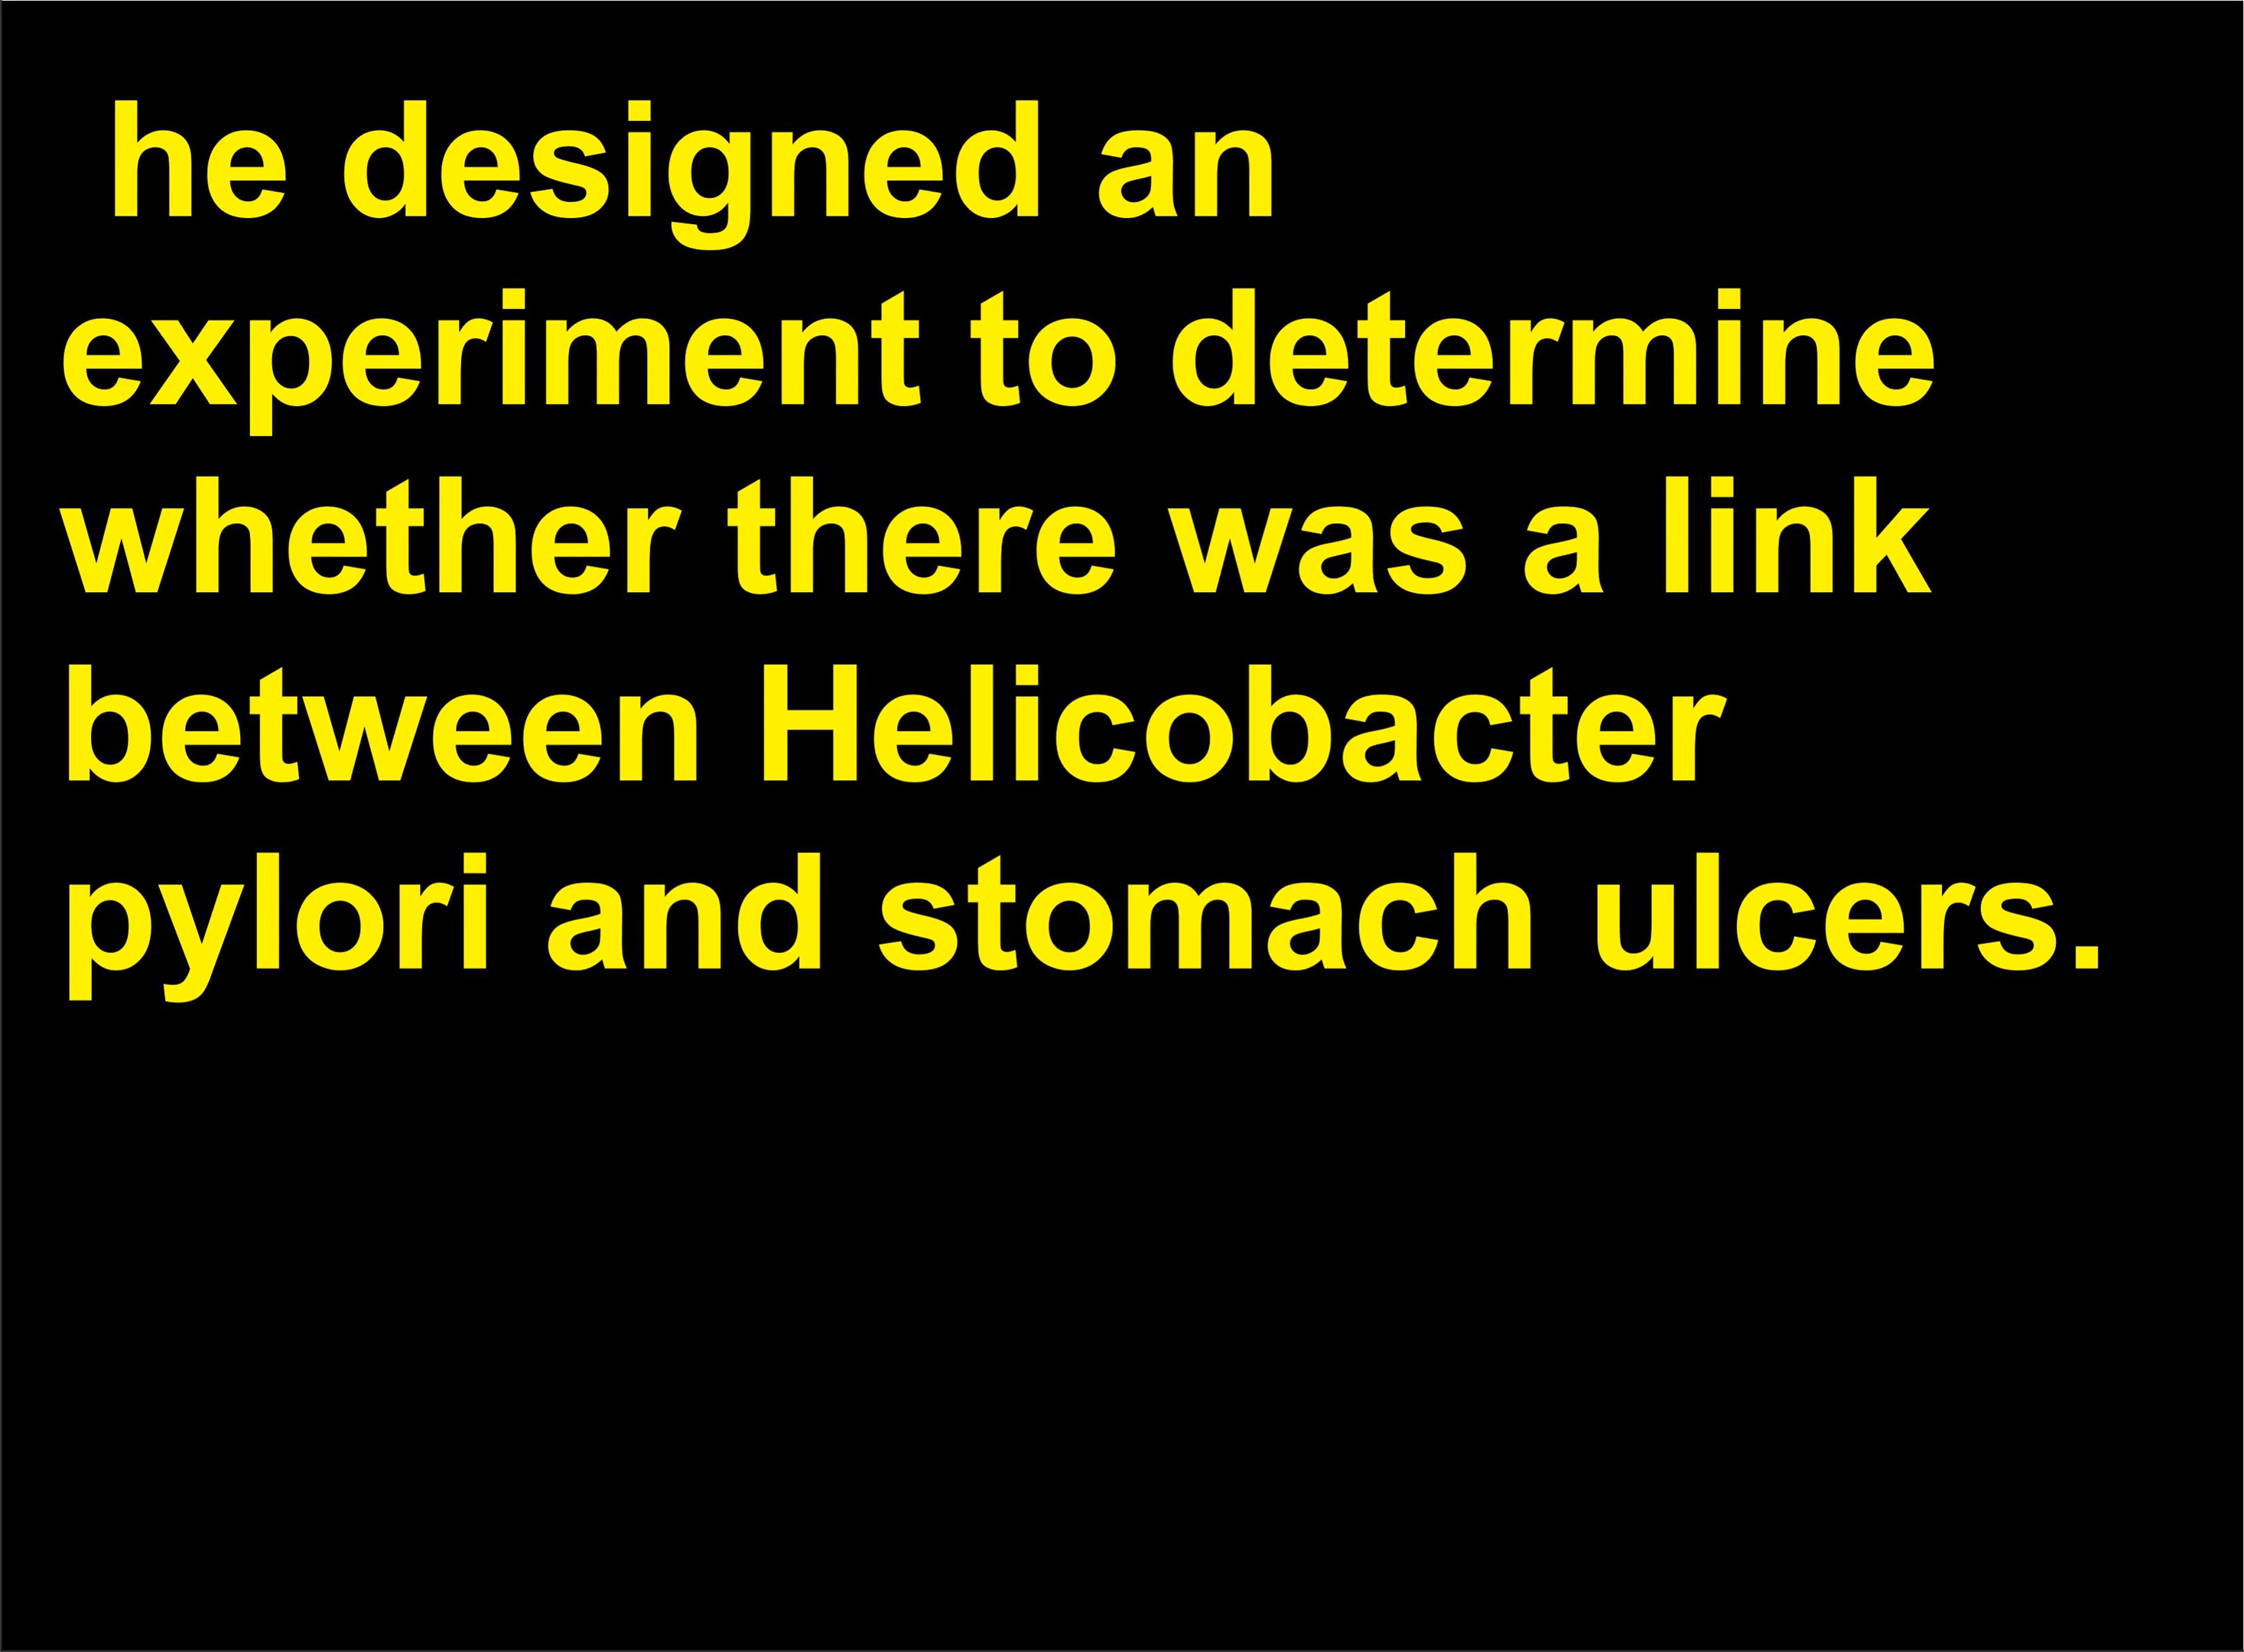 he designed an
experiment to determine
whether there was a link
between Helicobacter
pylori and stomach ulcers.